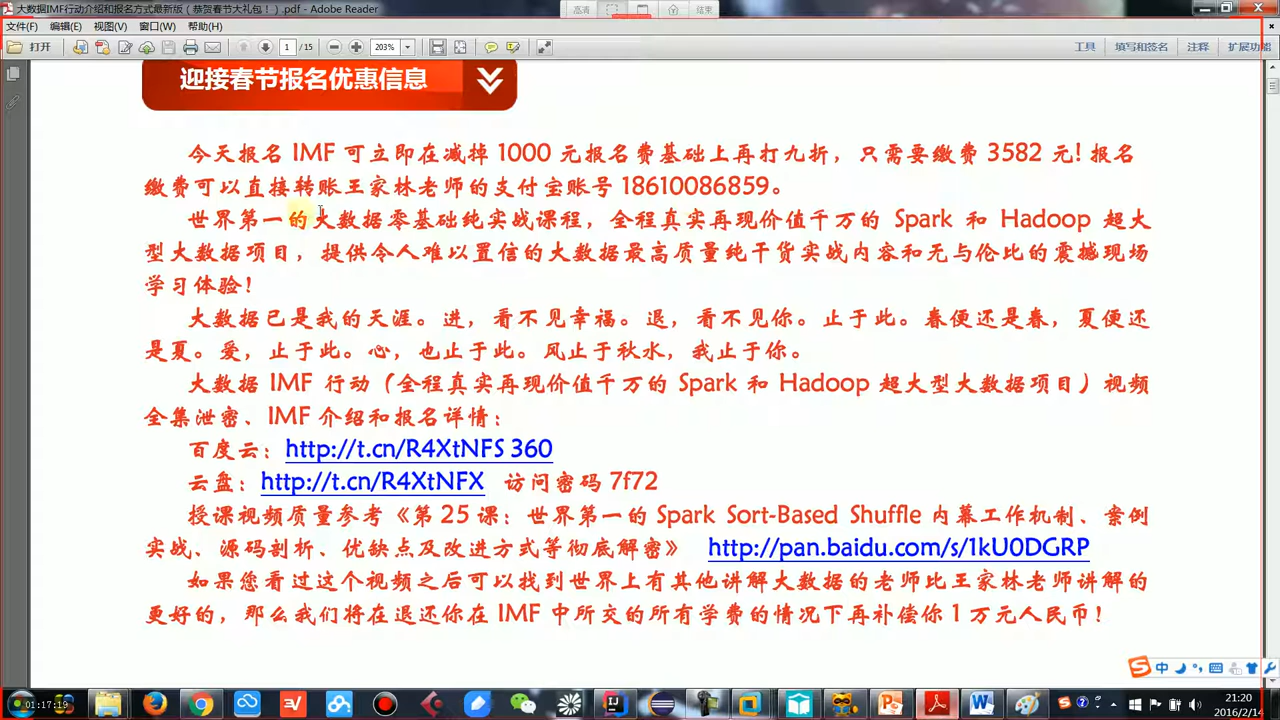 大数据IMF行动介绍和报名方式最新版（恭贺春节大礼包！）.pdf - Adobe Reader
高清 结束
文件(F) 编辑(E) 视图(V) 窗口(W) 帮助(H)
打开 1 / 15 203% 工具 填写和签名 注释 扩展功能
迎接春节报名优惠信息
今天报名 IMF 可立即在减掉 1000 元报名费基础上再打九折，只需要缴费 3582 元！报名
缴费可以直接转账王家林老师的支付宝账号 18610086859。
世界第一的大数据零基础纯实战课程，全程真实再现价值千万的 Spark 和 Hadoop 超大
型大数据项目，提供令人难以置信的大数据最高质量纯干货实战内容和无与伦比的震撼现场
学习体验！
大数据已是我的天涯。进，看不见幸福。退，看不见你。止于此。春便还是春，夏便还
是夏。爱，止于此。心，也止于此。风止于秋水，我止于你。
大数据 IMF 行动（全程真实再现价值千万的 Spark 和 Hadoop 超大型大数据项目）视频
全集泄密、IMF 介绍和报名详情：
百度云：http://t.cn/R4XtNFS 360
云盘：http://t.cn/R4XtNFX 访问密码 7f72
授课视频质量参考《第 25 课：世界第一的 Spark Sort-Based Shuffle 内幕工作机制、案例
实战、源码剖析、优缺点及改进方式等彻底解密》 http://pan.baidu.com/s/1kU0DGRP
如果您看过这个视频之后可以找到世界上有其他讲解大数据的老师比王家林老师讲解的
更好的，那么我们将在退还你在 IMF 中所交的所有学费的情况下再补偿你 1 万元人民币！
中
01:17:19
21:20
2016/2/14